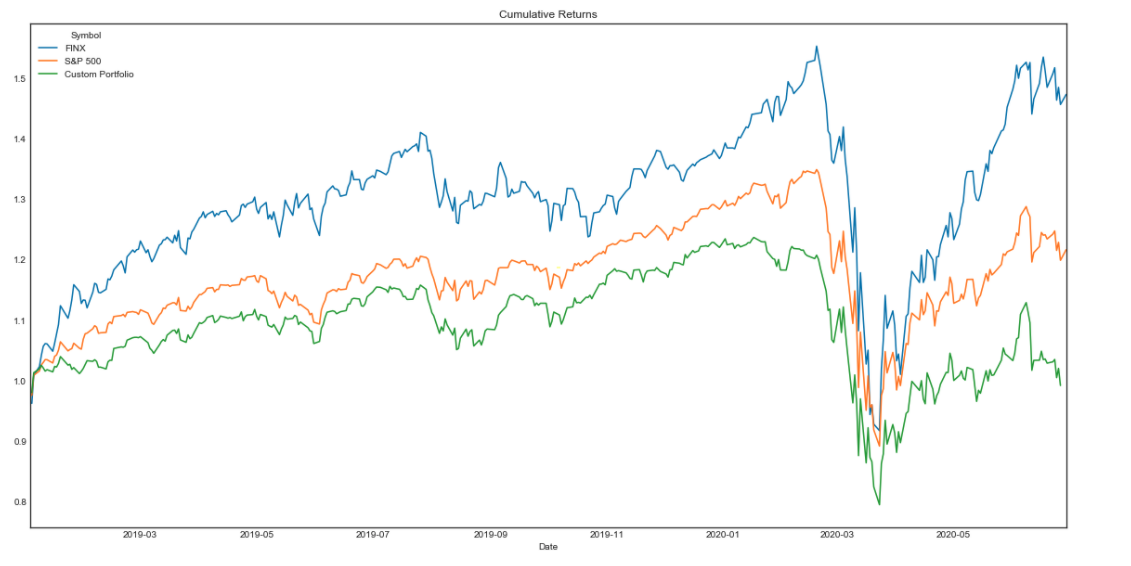 Cumulative Returns
Symbol
FINX
S&P 500
Custom Portfolio
1.5
1.4
1.3
1.2
1.1
1.0
0.9
0.8
2019-03 2019-05 2019-07 2019-09 2019-11 2020-01 2020-03 2020-05
Date